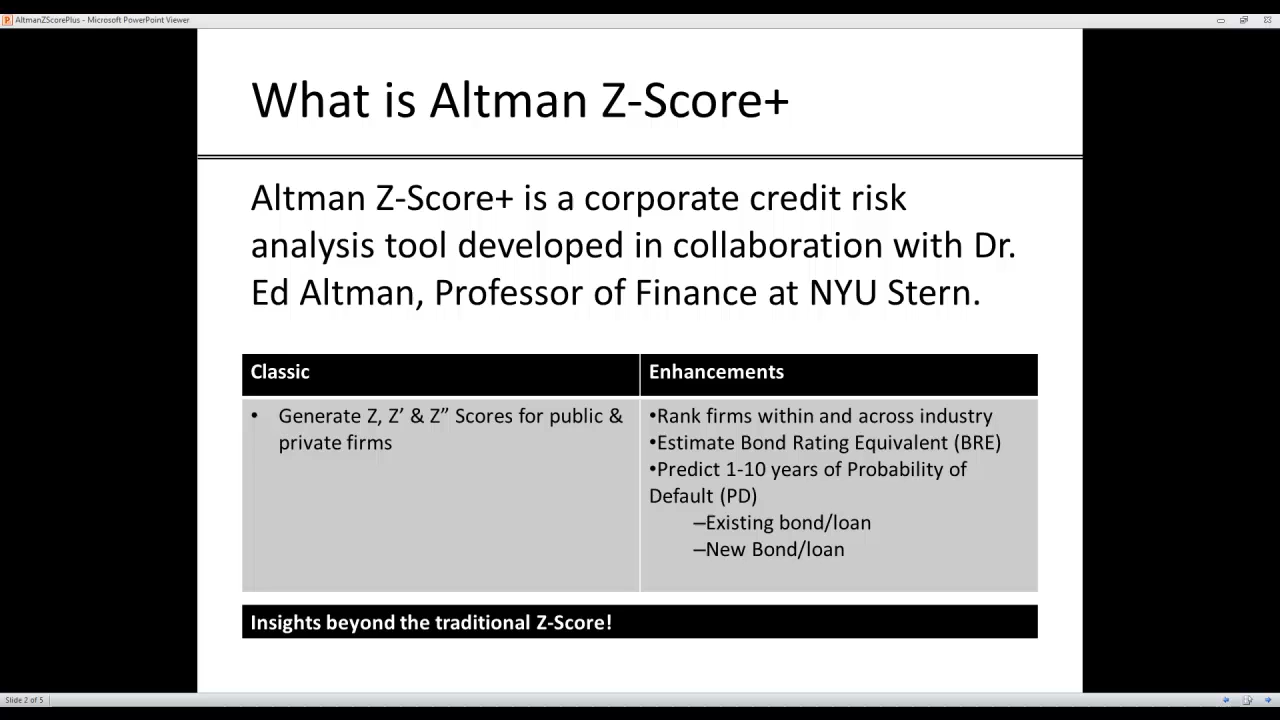 AltmanZScorePlus - Microsoft PowerPoint Viewer
What is Altman Z-Score+
Altman Z-Score+ is a corporate credit risk
analysis tool developed in collaboration with Dr.
Ed Altman, Professor of Finance at NYU Stern.
Classic
• Generate Z, Z’ & Z” Scores for public &
private firms
Enhancements
•Rank firms within and across industry
•Estimate Bond Rating Equivalent (BRE)
•Predict 1-10 years of Probability of
Default (PD)
–Existing bond/loan
–New Bond/loan
Insights beyond the traditional Z-Score!
Slide 2 of 5